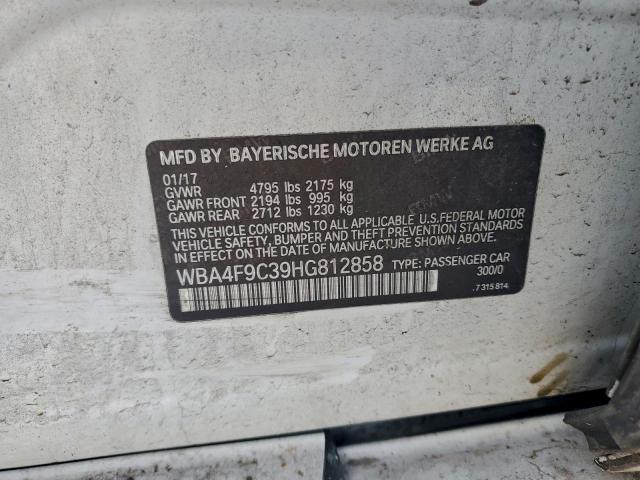 MFD BY BAYERISCHE MOTOREN WERKE AG
01/17
GVWR 4795 lbs 2175 kg
GAWR FRONT 2194 lbs 995 kg
GAWR REAR 2712 lbs 1230 kg
THIS VEHICLE CONFORMS TO ALL APPLICABLE U.S.FEDERAL MOTOR
VEHICLE SAFETY, BUMPER AND THEFT PREVENTION STANDARDS
IN EFFECT ON THE DATE OF MANUFACTURE SHOWN ABOVE.
WBA4F9C39HG812858 TYPE: PASSENGER CAR
300/0
7315814